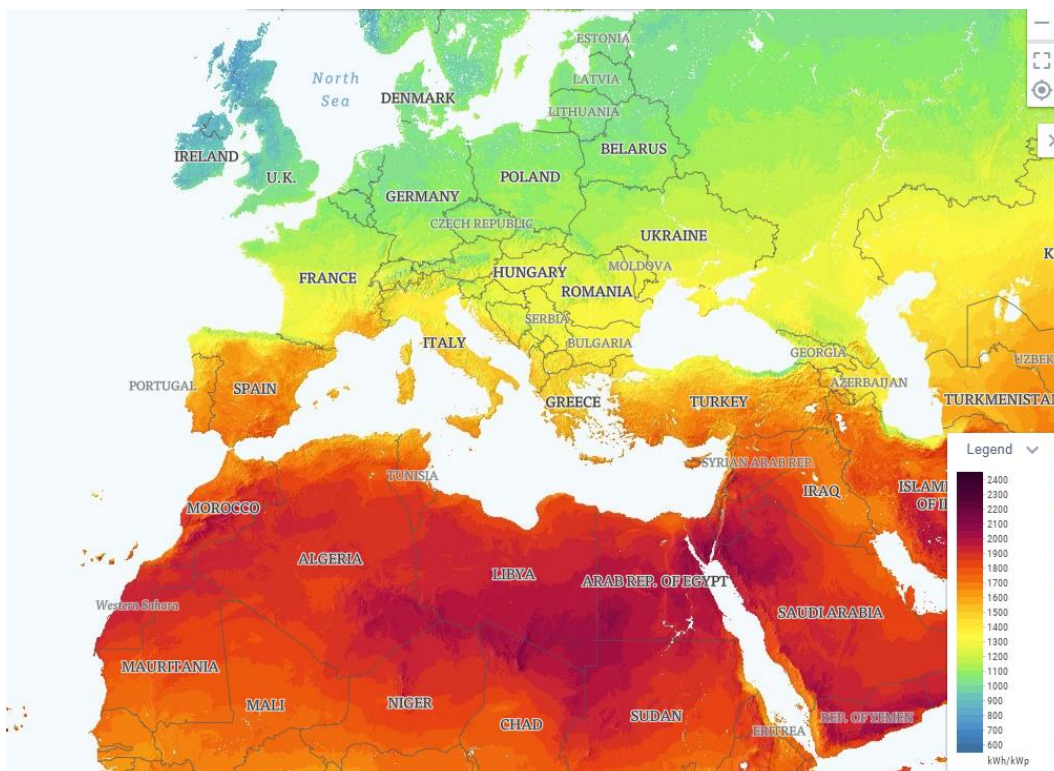 ESTONIA
North
Sea
LATVIA
DENMARK
LITHUANIA
IRELAND
BELARUS
U.K.
POLAND
GERMANY
CZECH REPUBLIC
UKRAINE
FRANCE
HUNGARY
MOLDOVA
K
ROMANIA
SERBIA
ITALY
BULGARIA
GEORGIA
UZBEK
PORTUGAL
SPAIN
AZERBAIJAN
GREECE
TURKEY
TURKMENISTAN
Legend
TUNISIA
SYRIAN ARAB REP.
2400
2300
2200
2100
2000
1900
1800
1700
1600
1500
1400
1300
1200
1100
1000
900
800
700
600
kWh/kWp
IRAQ
ISLAM
OF I
MOROCCO
ALGERIA
LIBYA
ARAB REP. OF EGYPT
Western Sahara
SAUDI ARABIA
MAURITANIA
MALI
NIGER
CHAD
SUDAN
ERITREA
REP. OF YEMEN